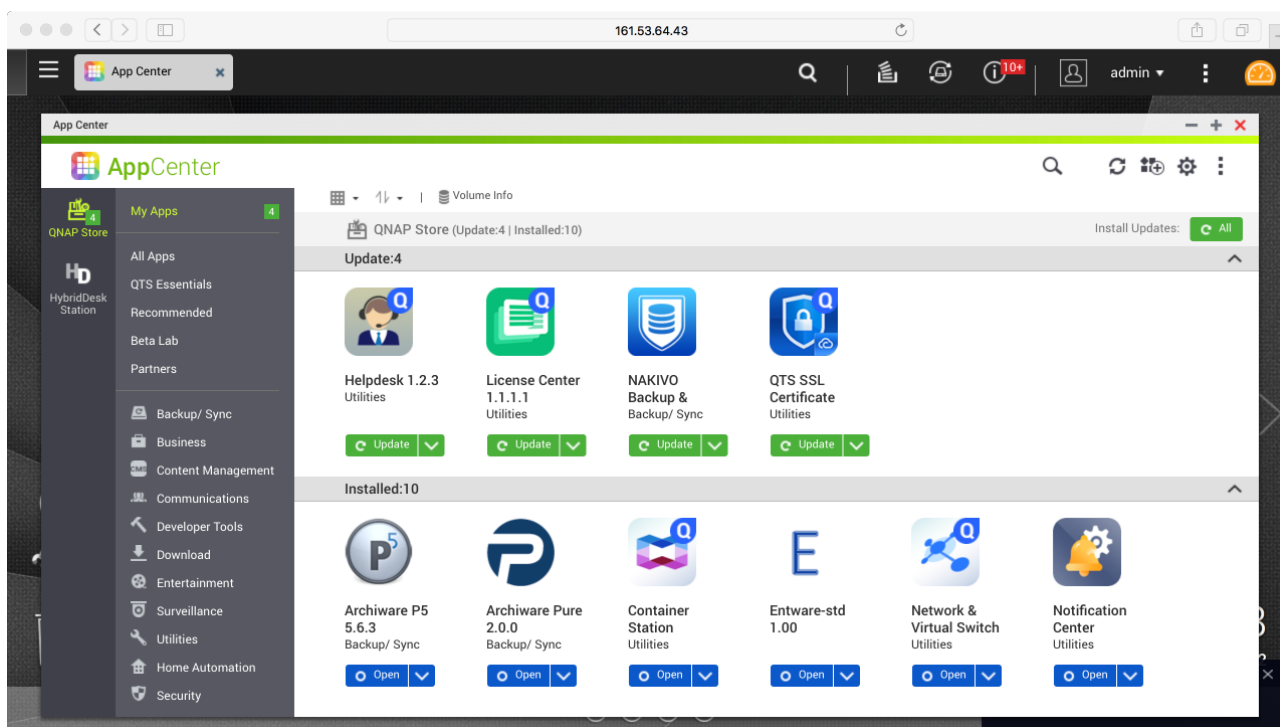 161.53.64.43
App Center
10+
admin
App Center
AppCenter
Volume Info
4
QNAP Store
HD
HybridDesk
Station
My Apps
4
All Apps
QTS Essentials
Recommended
Beta Lab
Partners
Backup/ Sync
Business
CMS
Content Management
Communications
Developer Tools
Download
Entertainment
Surveillance
Utilities
Home Automation
Security
QNAP Store (Update:4 | Installed:10)
Install Updates:
All
Update:4
Q
Q
Q
Helpdesk 1.2.3
Utilities
Update
License Center
1.1.1.1
Utilities
Update
NAKIVO
Backup &
Backup/ Sync
Update
QTS SSL
Certificate
Utilities
Update
Installed:10
P5
Q
E
Q
Archiware P5
5.6.3
Backup/ Sync
Open
Archiware Pure
2.0.0
Backup/ Sync
Open
Container
Station
Utilities
Open
Entware-std
1.00
Open
Network &
Virtual Switch
Utilities
Open
Notification
Center
Utilities
Open